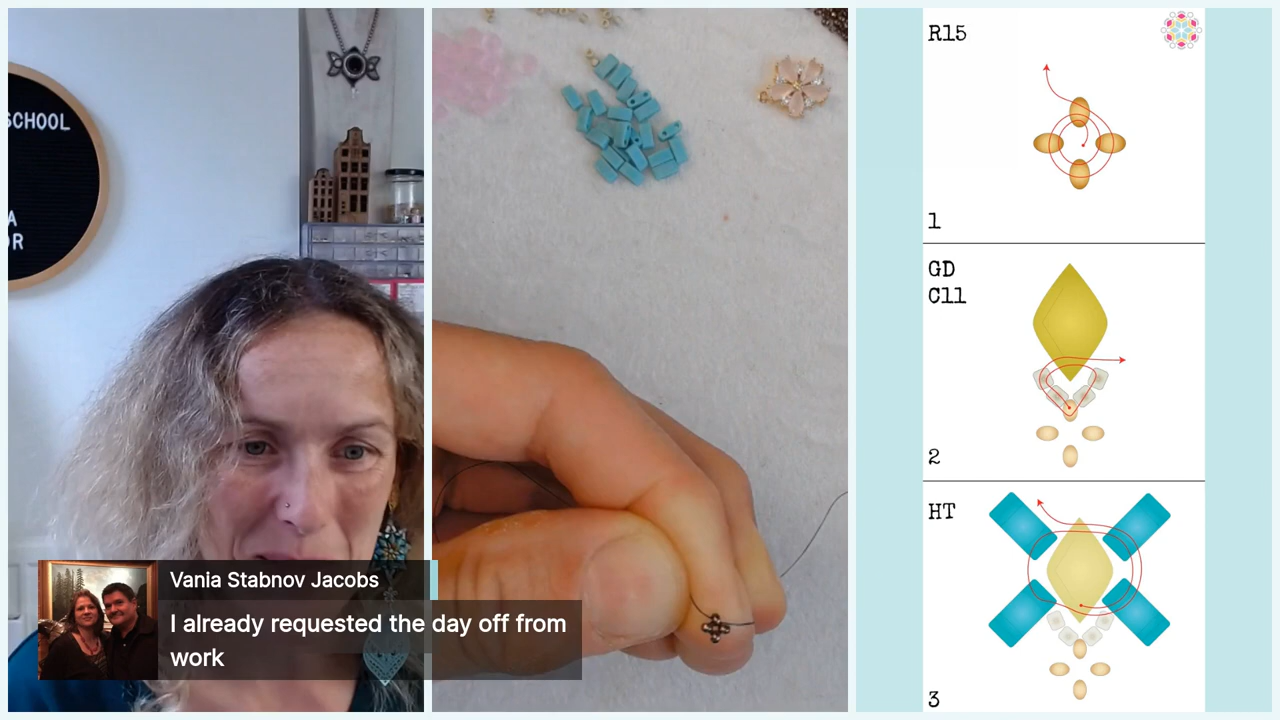 SCHOOL
A
OR
Vania Stabnov Jacobs
I already requested the day off from
work
R15
1
GD
C11
2
HT
3